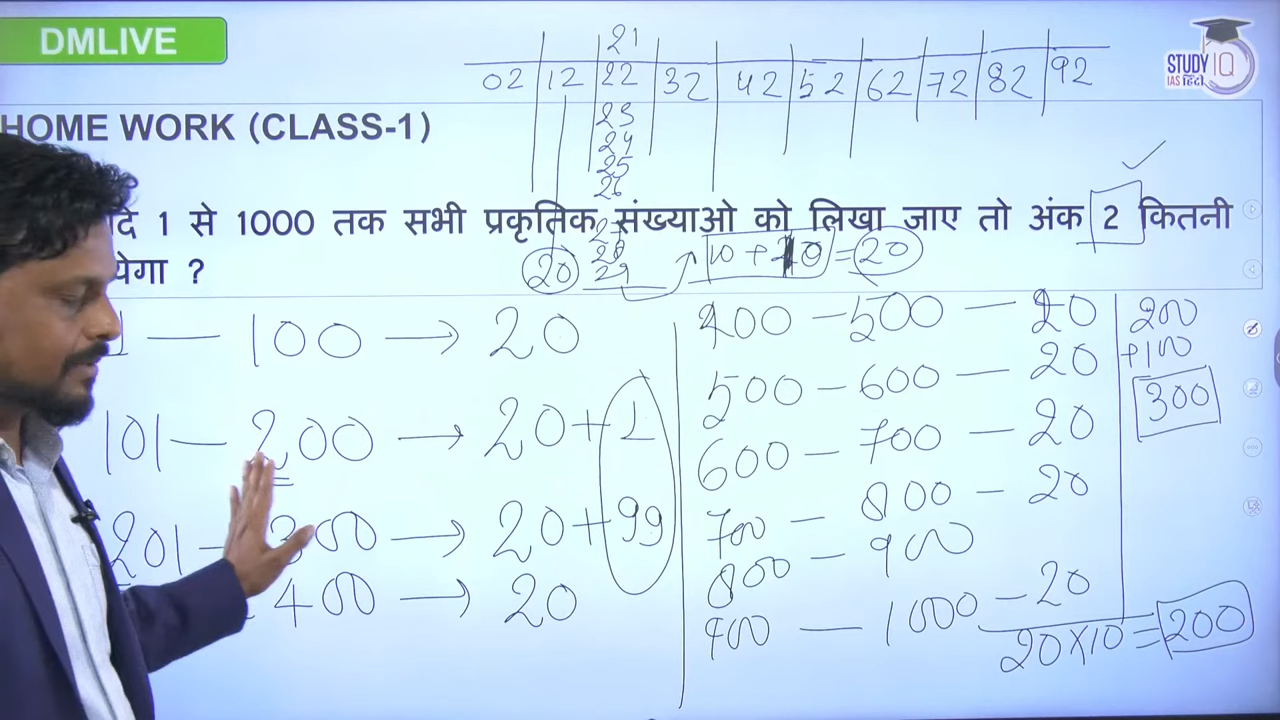 DMLIVE
21
02 12 22 32 42 52 62 72 82 92
STUDY IQ
IAS हिंदी
23
24
25
26
HOME WORK (CLASS-1)
1 से 1000 तक सभी प्रकृतिक संख्याओ को लिखा जाए तो अंक 2 कितनी
?
28
29
20
10 + 10 = 20
1 — 100 → 20
101 — 200 → 20+1
201 — 300 → 20+99
400 → 20
400 — 500 — 20
500 — 600 — 20
600 — 700 — 20
700 — 800 — 20
800 — 900
900 — 1000 — 20
20×10 = 200
200
+100
300